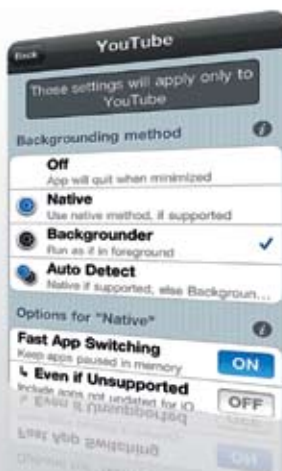 Back
YouTube
These settings will apply only to
YouTube
Backgrounding method
Off
App will quit when minimized
Native
Use native method, if supported
Backgrounder
Run as if in foreground
Auto Detect
Native if supported, else Backgroun...
Options for "Native"
Fast App Switching
Keep apps paused in memory
ON
↳ Even if Unsupported
Include apps not updated for iO
OFF